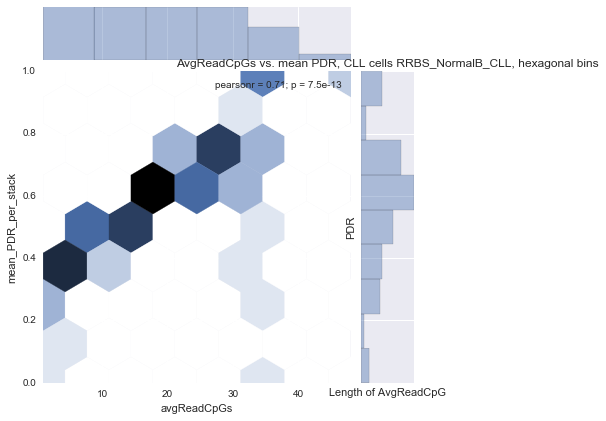 AvgReadCpGs vs. mean PDR, CLL cells RRBS_NormalB_CLL, hexagonal bins
pearsonr = 0.71; p = 7.5e-13
1.0
0.8
0.6
0.4
0.2
0.0
mean_PDR_per_stack
PDR
10
20
30
40
avgReadCpGs
Length of AvgReadCpG